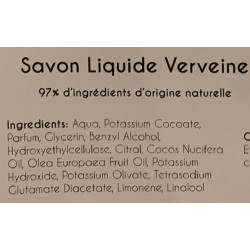 Savon Liquide Verveine
97% d'ingrédients d'origine naturelle
Ingredients: Aqua, Potassium Cocoate,
Parfum, Glycerin, Benzyl Alcohol,
Hydroxyethylcellulose, Citral, Cocos Nucifera
Oil, Olea Europaea Fruit Oil, Potassium
Hydroxide, Potassium Olivate, Tetrasodium
Glutamate Diacetate, Limonene, Linalool